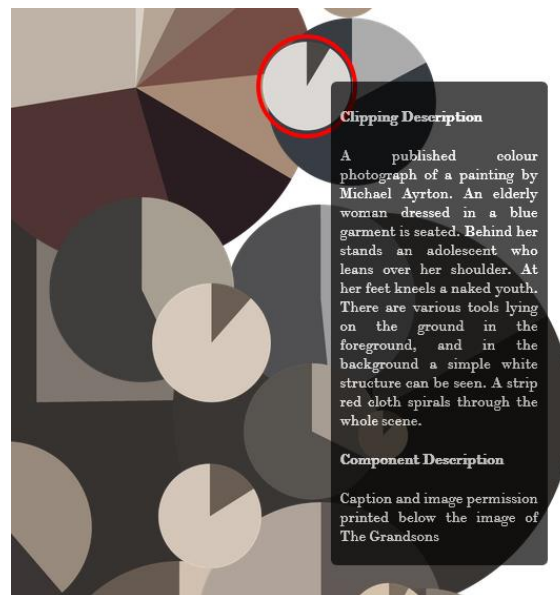 Clipping Description
A published colour
photograph of a painting by
Michael Ayrton. An elderly
woman dressed in a blue
garment is seated. Behind her
stands an adolescent who
leans over her shoulder. At
her feet kneels a naked youth.
There are various tools lying
on the ground in the
foreground, and in the
background a simple white
structure can be seen. A strip
red cloth spirals through the
whole scene.
Component Description
Caption and image permission
printed below the image of
The Grandsons